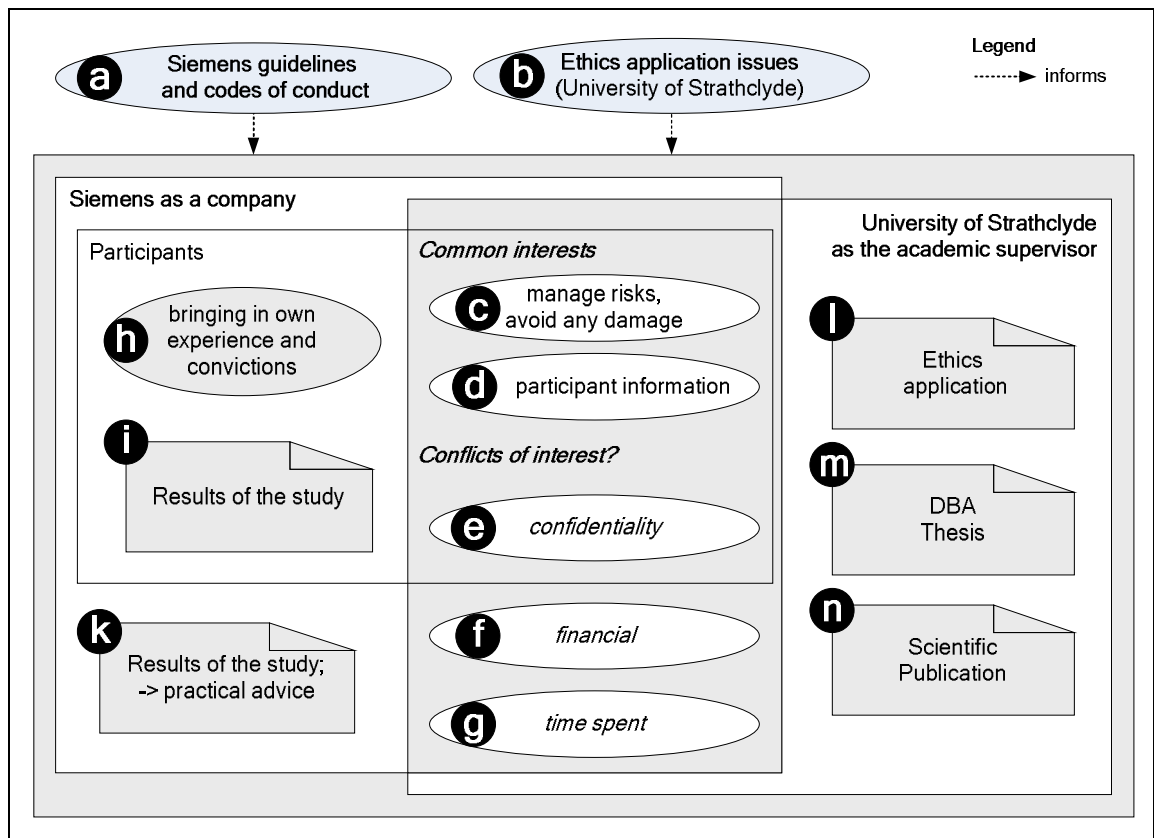 a
Siemens guidelines
and codes of conduct
b
Ethics application issues
(University of Strathclyde)
Legend
informs
Siemens as a company
University of Strathclyde
as the academic supervisor
Participants
Common interests
h
bringing in own
experience and
convictions
c
manage risks,
avoid any damage
d
participant information
i
Results of the study
Conflicts of interest?
e
confidentiality
k
Results of the study;
-> practical advice
f
financial
g
time spent
l
Ethics
application
m
DBA
Thesis
n
Scientific
Publication